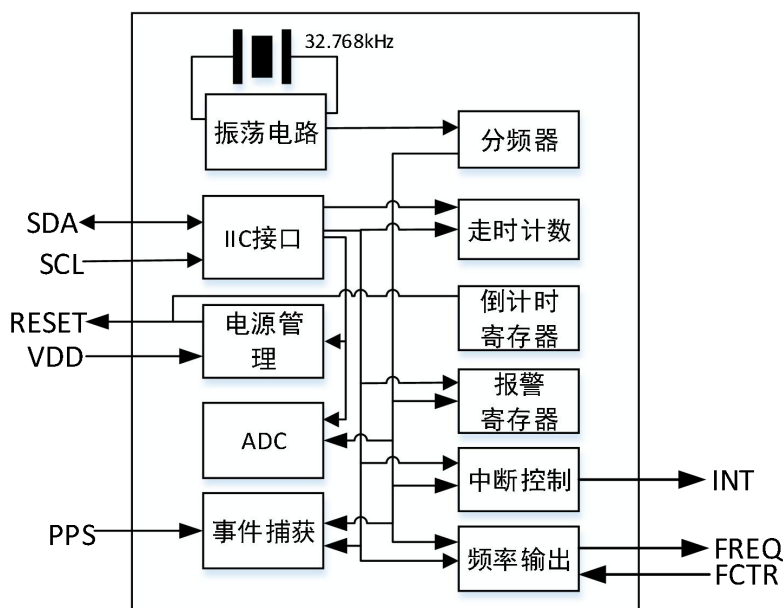 32.768kHz
振荡电路
分频器
SDA
IIC接口
走时计数
SCL
RESET
电源管
理
倒计时
寄存器
VDD
报警
寄存器
ADC
中断控制
INT
PPS
事件捕获
频率输出
FREQ
FCTR